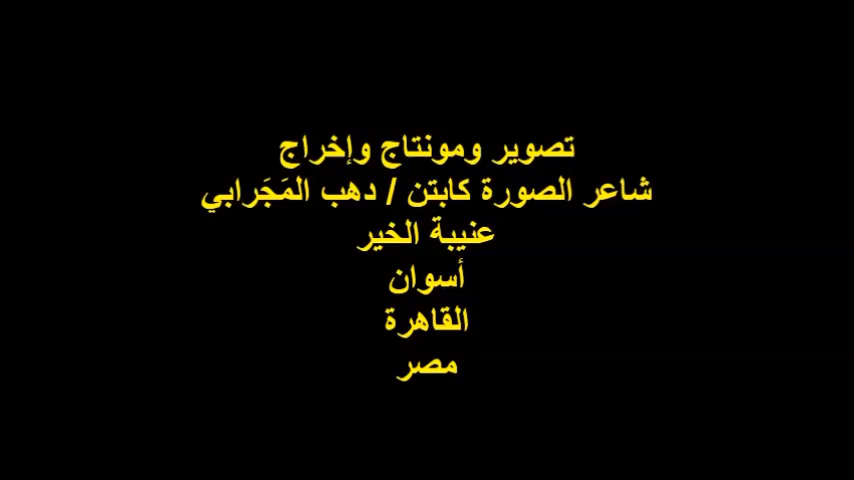 تصوير ومونتاج وإخراج
شاعر الصورة كابتن / دهب المَجَرابي
عنيبة الخير
أسوان
القاهرة
مصر